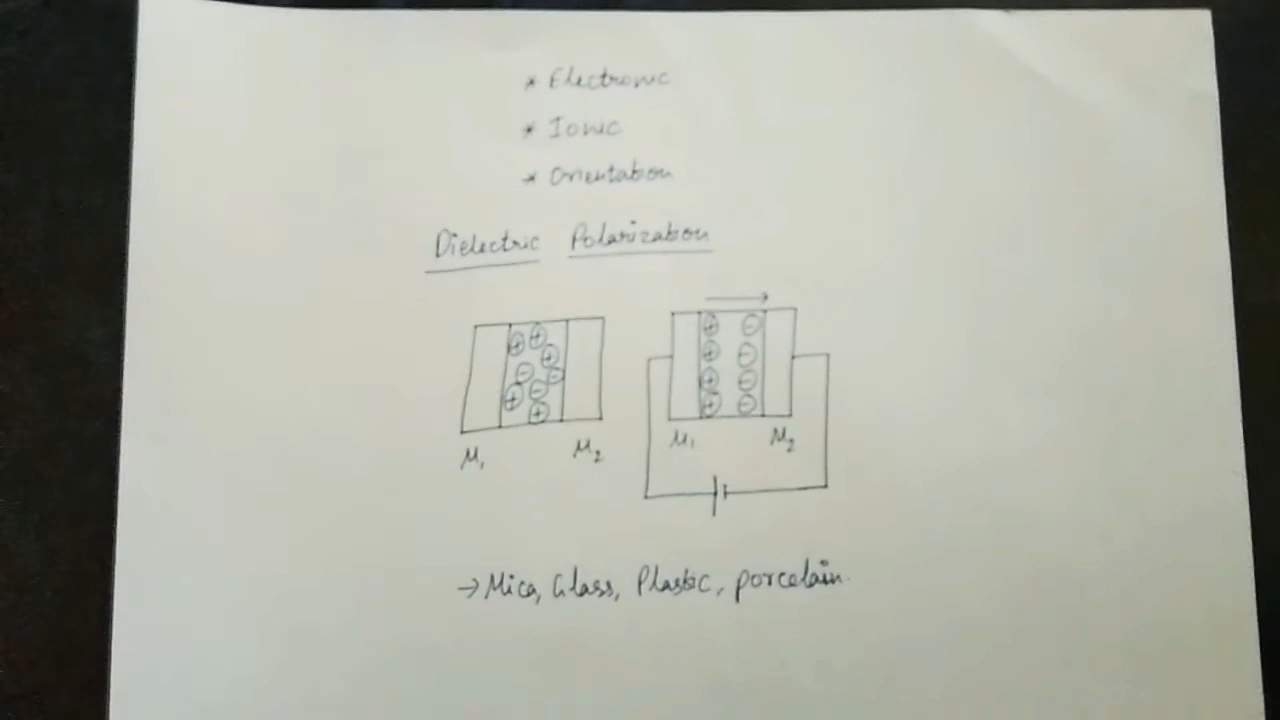 * Electronic
* Ionic
* Orientation
Dielectric Polarization
M₁ M₂ M₁ M₂
→ Mica, Glass, Plastic, porcelain.